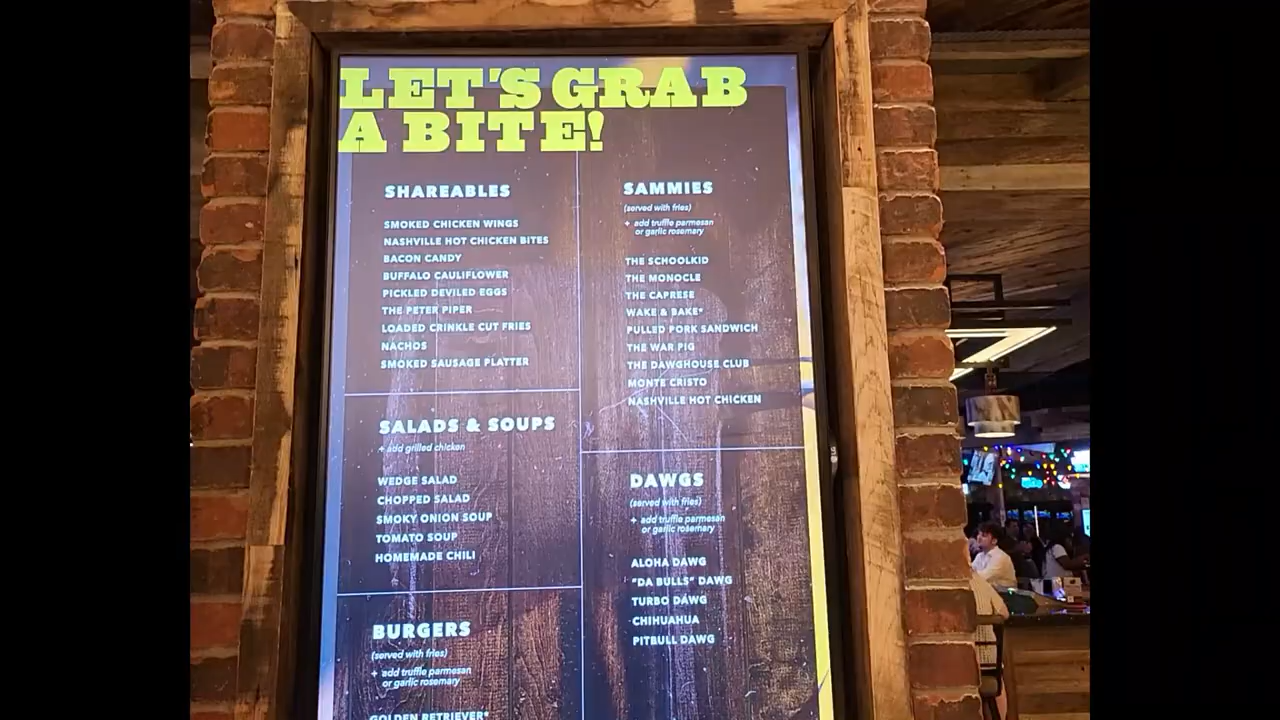 LET'S GRAB
A BITE!
SHAREABLES
SMOKED CHICKEN WINGS
NASHVILLE HOT CHICKEN BITES
BACON CANDY
BUFFALO CAULIFLOWER
PICKLED DEVILED EGGS
THE PETER PIPER
LOADED CRINKLE CUT FRIES
NACHOS
SMOKED SAUSAGE PLATTER
SALADS & SOUPS
+ add grilled chicken
WEDGE SALAD
CHOPPED SALAD
SMOKY ONION SOUP
TOMATO SOUP
HOMEMADE CHILI
BURGERS
(served with fries)
+ add truffle parmesan
or garlic rosemary
GOLDEN RETRIEVER*
SAMMIES
(served with fries)
+ add truffle parmesan
or garlic rosemary
THE SCHOOLKID
THE MONOCLE
THE CAPRESE
WAKE & BAKE*
PULLED PORK SANDWICH
THE WAR PIG
THE DAWGHOUSE CLUB
MONTE CRISTO
NASHVILLE HOT CHICKEN
DAWGS
(served with fries)
+ add truffle parmesan
or garlic rosemary
ALOHA DAWG
"DA BULLS" DAWG
TURBO DAWG
CHIHUAHUA
PITBULL DAWG